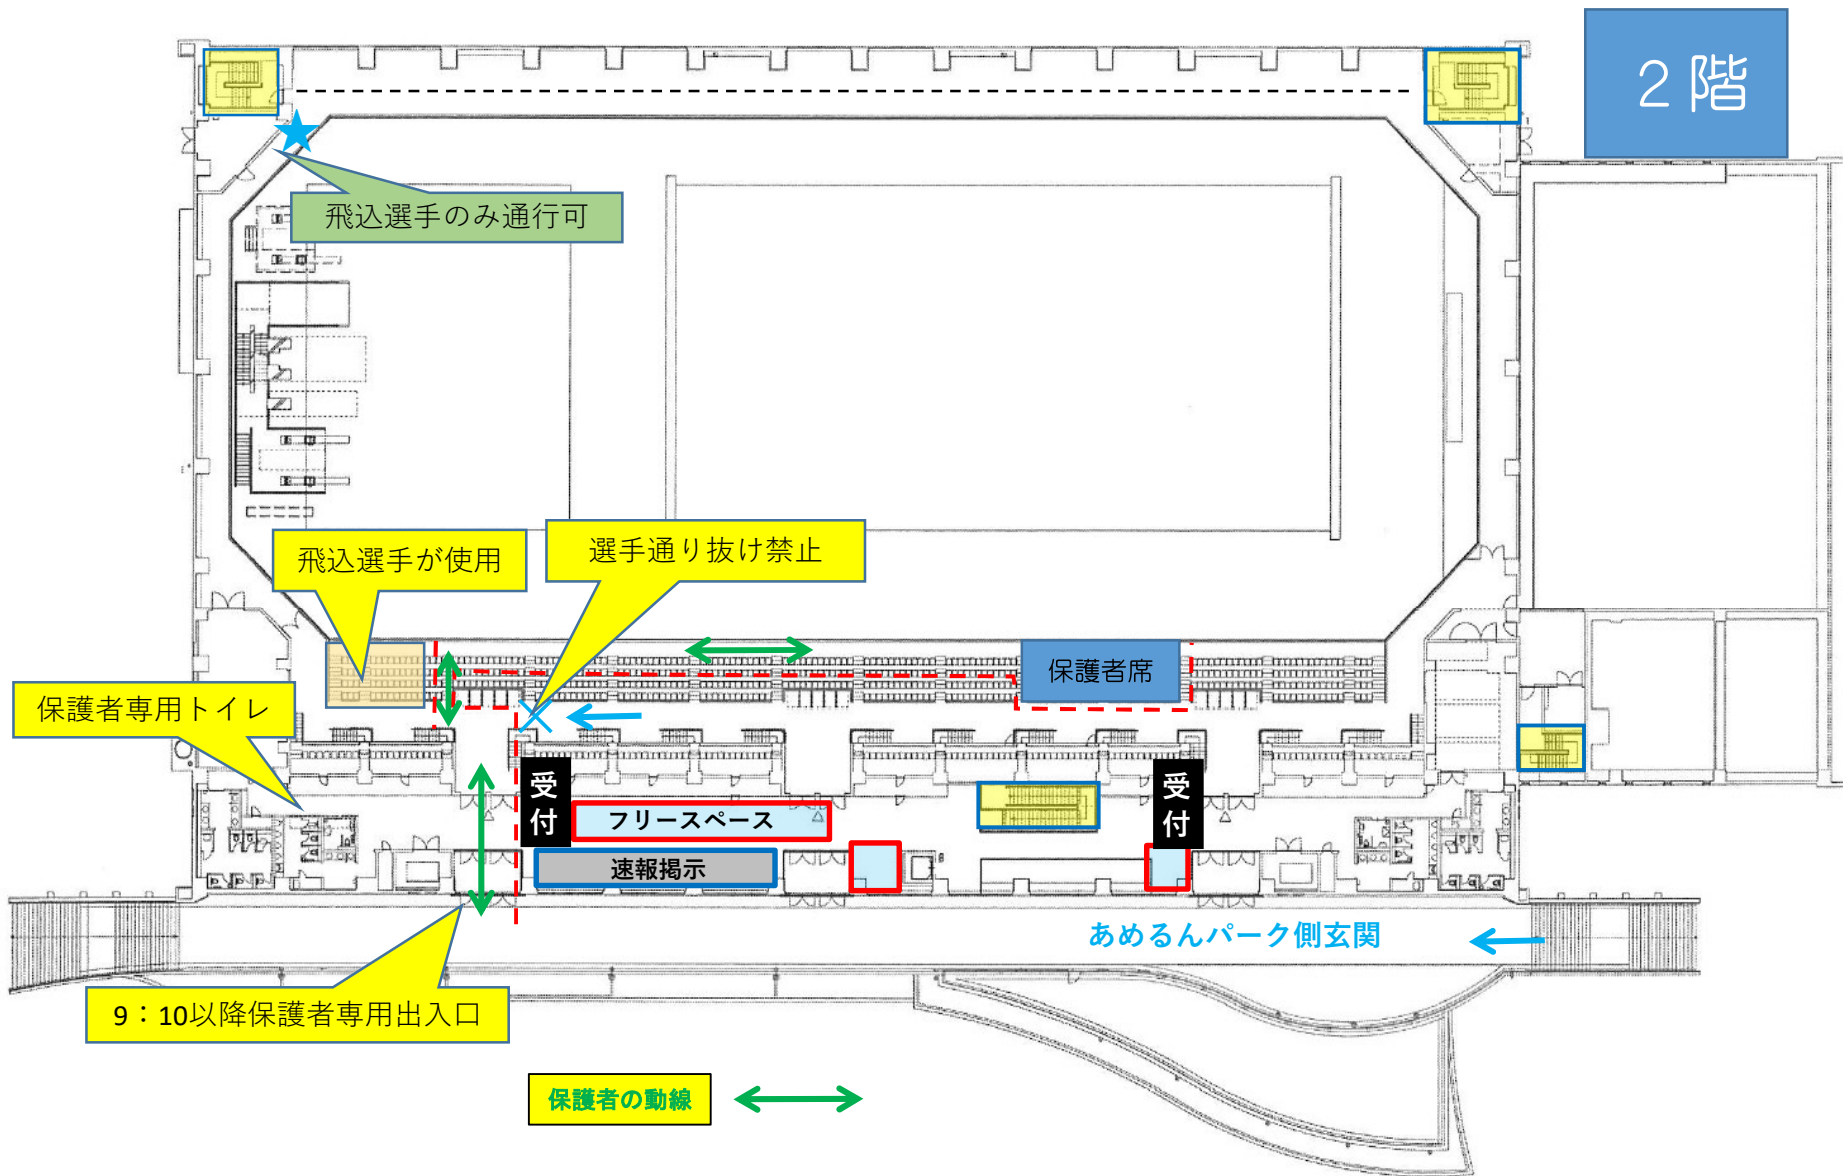 ２階
飛込選手のみ通行可
飛込選手が使用
選手通り抜け禁止
保護者席
保護者専用トイレ
受付
受付
フリースペース
速報掲示
あめるんパーク側玄関
9：10以降保護者専用出入口
保護者の動線